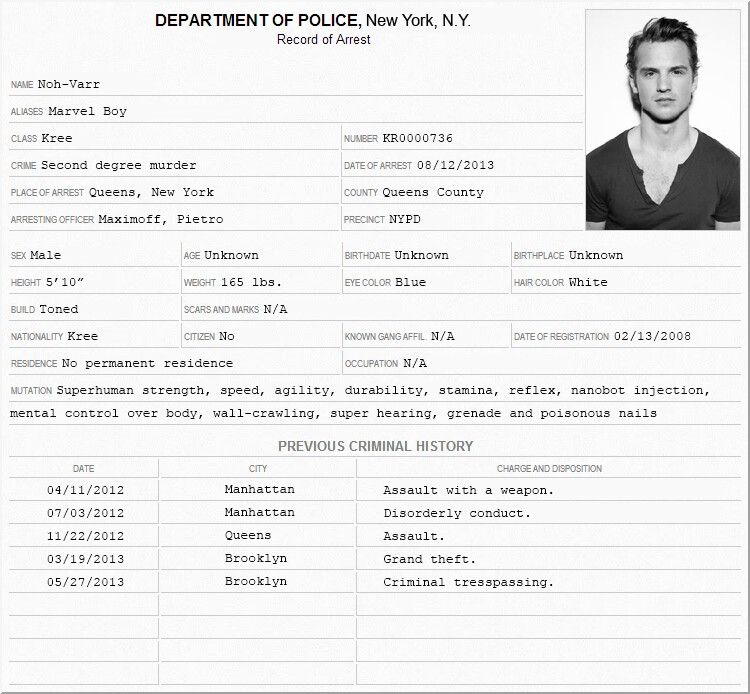 DEPARTMENT OF POLICE, New York, N.Y.
Record of Arrest
NAME Noh-Varr
ALIASES Marvel Boy
CLASS Kree NUMBER KR0000736
CRIME Second degree murder DATE OF ARREST 08/12/2013
PLACE OF ARREST Queens, New York COUNTY Queens County
ARRESTING OFFICER Maximoff, Pietro PRECINCT NYPD
SEX Male AGE Unknown BIRTHDATE Unknown BIRTHPLACE Unknown
HEIGHT 5’10” WEIGHT 165 lbs. EYE COLOR Blue HAIR COLOR White
BUILD Toned SCARS AND MARKS N/A
NATIONALITY Kree CITIZEN No KNOWN GANG AFFIL. N/A DATE OF REGISTRATION 02/13/2008
RESIDENCE No permanent residence OCCUPATION N/A
MUTATION Superhuman strength, speed, agility, durability, stamina, reflex, nanobot injection,
mental control over body, wall-crawling, super hearing, grenade and poisonous nails
PREVIOUS CRIMINAL HISTORY
DATE CITY CHARGE AND DISPOSITION
04/11/2012 Manhattan Assault with a weapon.
07/03/2012 Manhattan Disorderly conduct.
11/22/2012 Queens Assault.
03/19/2013 Brooklyn Grand theft.
05/27/2013 Brooklyn Criminal tresspassing.